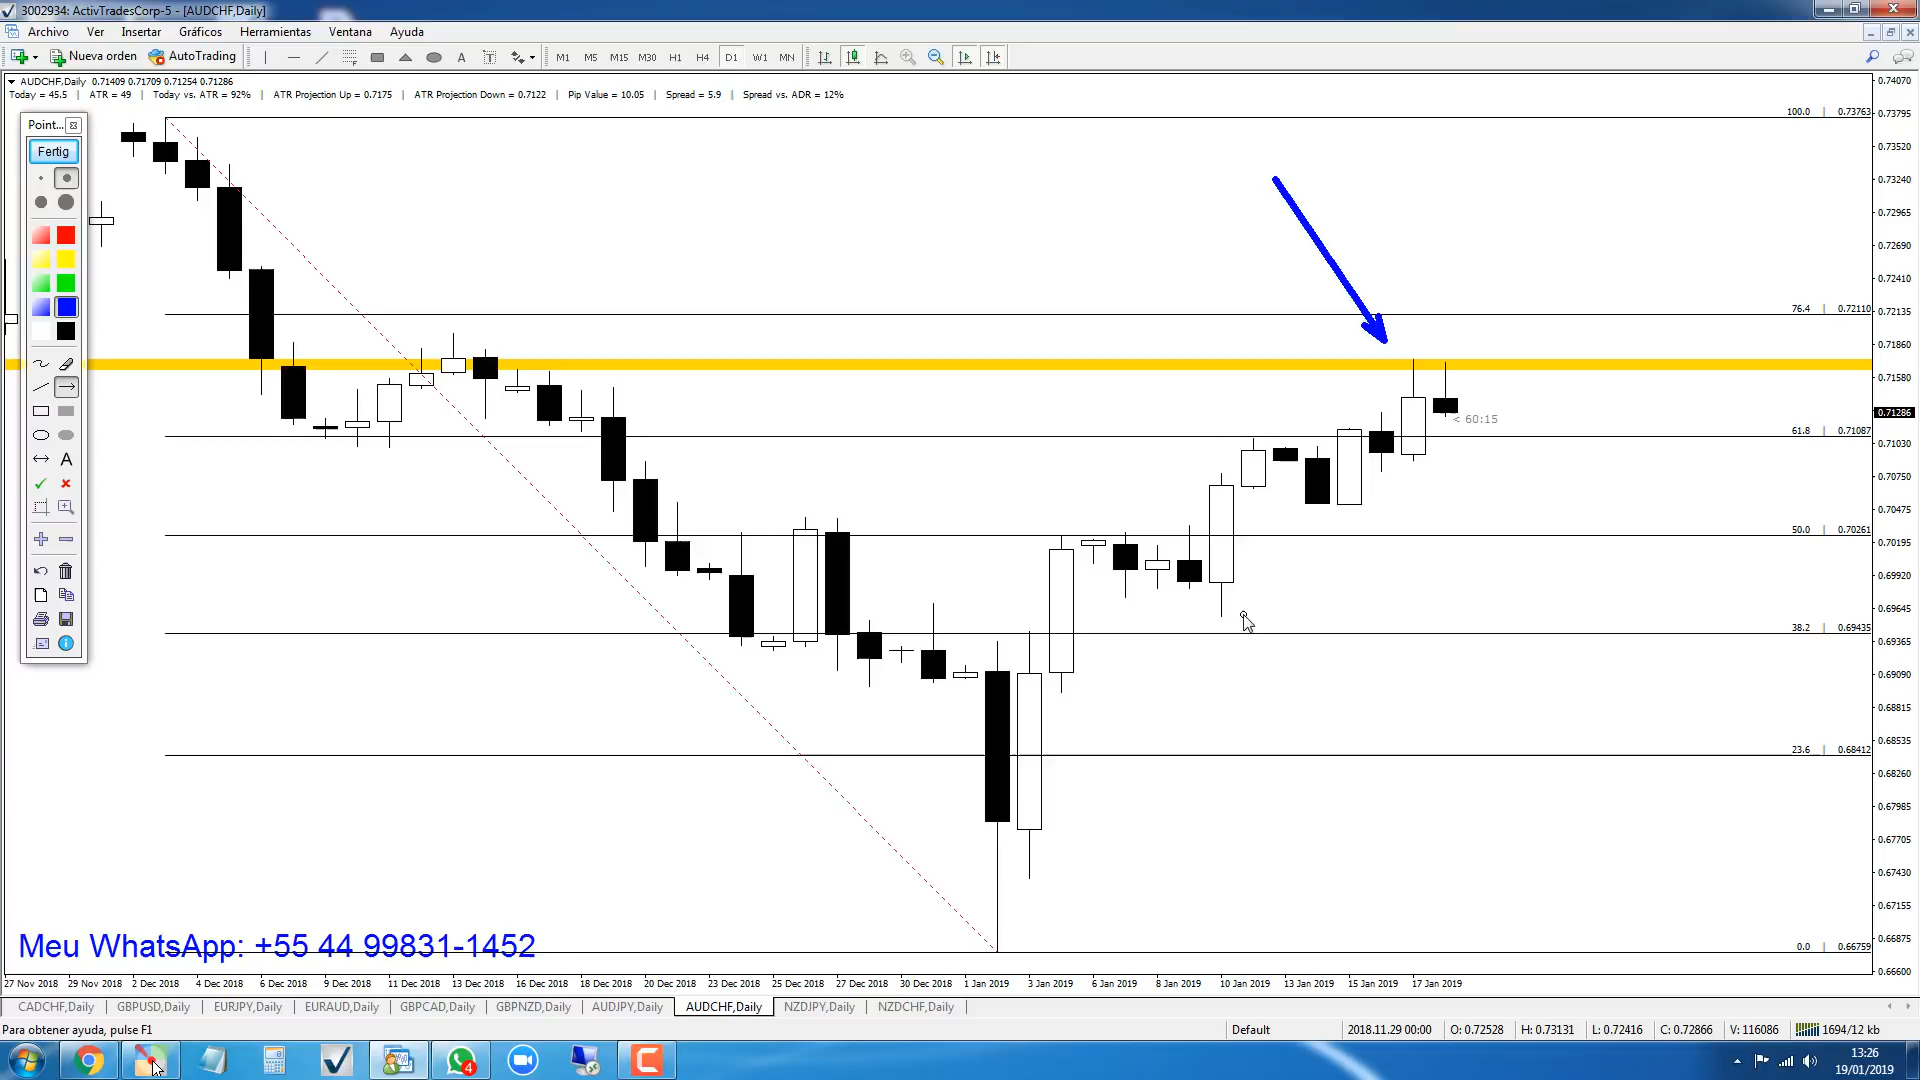 3002934: ActivTradesCorp-5 - [AUDCHF,Daily]
Archivo Ver Insertar Gráficos Herramientas Ventana Ayuda
Nueva orden AutoTrading A T M1 M5 M15 M30 H1 H4 D1 W1 MN
AUDCHF,Daily 0.71409 0.71709 0.71254 0.71286
Today = 45.5 | ATR = 49 | Today vs. ATR = 92% | ATR Projection Up = 0.7175 | ATR Projection Down = 0.7122 | Pip Value = 10.05 | Spread = 5.9 | Spread vs. ADR = 12%
Point...
Fertig
A
100.0 | 0.73763
76.4 | 0.72110
61.8 | 0.71087
50.0 | 0.70261
38.2 | 0.69435
23.6 | 0.68412
0.0 | 0.66759
< 60:15
0.74070
0.73795
0.73520
0.73240
0.72965
0.72690
0.72410
0.72135
0.71860
0.71580
0.71286
0.71030
0.70750
0.70475
0.70195
0.69920
0.69645
0.69365
0.69090
0.68815
0.68535
0.68260
0.67985
0.67705
0.67430
0.67155
0.66875
0.66600
Meu WhatsApp: +55 44 99831-1452
27 Nov 2018 29 Nov 2018 2 Dec 2018 4 Dec 2018 6 Dec 2018 9 Dec 2018 11 Dec 2018 13 Dec 2018 16 Dec 2018 18 Dec 2018 20 Dec 2018 23 Dec 2018 25 Dec 2018 27 Dec 2018 30 Dec 2018 1 Jan 2019 3 Jan 2019 6 Jan 2019 8 Jan 2019 10 Jan 2019 13 Jan 2019 15 Jan 2019 17 Jan 2019
CADCHF,Daily GBPUSD,Daily EURJPY,Daily EURAUD,Daily GBPCAD,Daily GBPNZD,Daily AUDJPY,Daily AUDCHF,Daily NZDJPY,Daily NZDCHF,Daily
Para obtener ayuda, pulse F1 Default 2018.11.29 00:00 O: 0.72528 H: 0.73131 L: 0.72416 C: 0.72866 V: 116086 1694/12 kb
4
13:26
19/01/2019